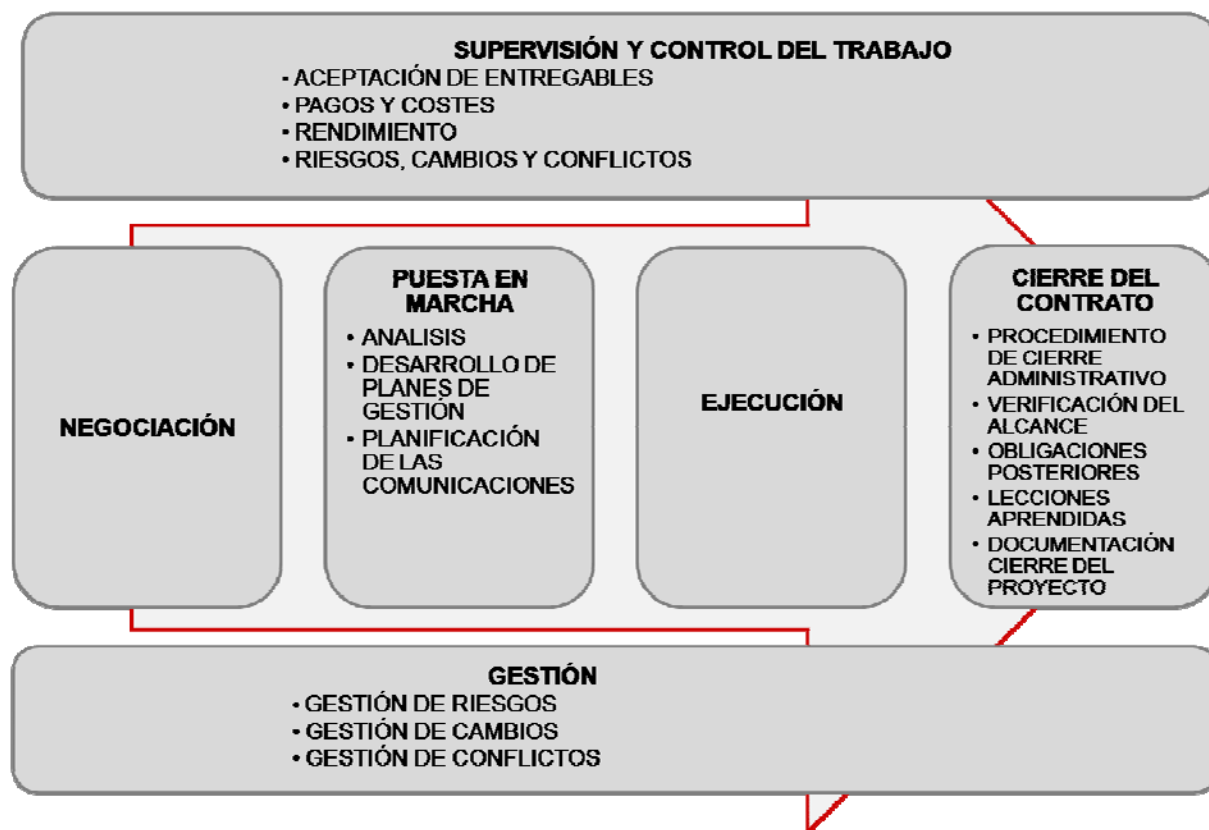 SUPERVISIÓN Y CONTROL DEL TRABAJO
• ACEPTACIÓN DE ENTREGABLES
• PAGOS Y COSTES
• RENDIMIENTO
• RIESGOS, CAMBIOS Y CONFLICTOS
NEGOCIACIÓN
PUESTA EN
MARCHA
• ANALISIS
• DESARROLLO DE
PLANES DE
GESTIÓN
• PLANIFICACIÓN
DE LAS
COMUNICACIONES
EJECUCIÓN
CIERRE DEL
CONTRATO
• PROCEDIMIENTO
DE CIERRE
ADMINISTRATIVO
• VERIFICACIÓN DEL
ALCANCE
• OBLIGACIONES
POSTERIORES
• LECCIONES
APRENDIDAS
• DOCUMENTACIÓN
CIERRE DEL
PROYECTO
GESTIÓN
• GESTIÓN DE RIESGOS
• GESTIÓN DE CAMBIOS
• GESTIÓN DE CONFLICTOS